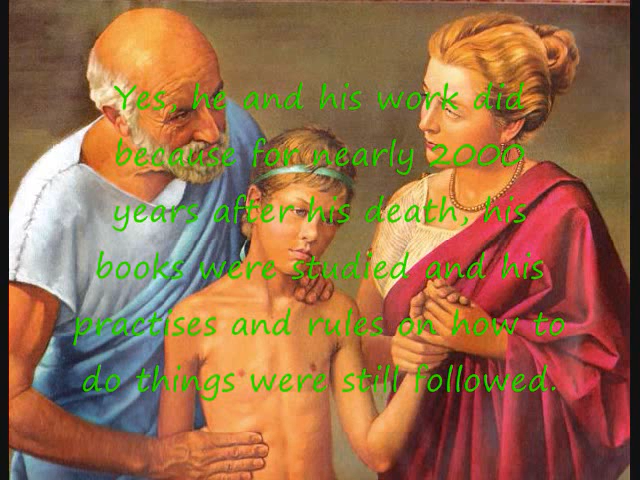 Yes, he and his work did
because for nearly 2000
years after his death, his
books were studied and his
practises and rules on how to
do things were still followed.